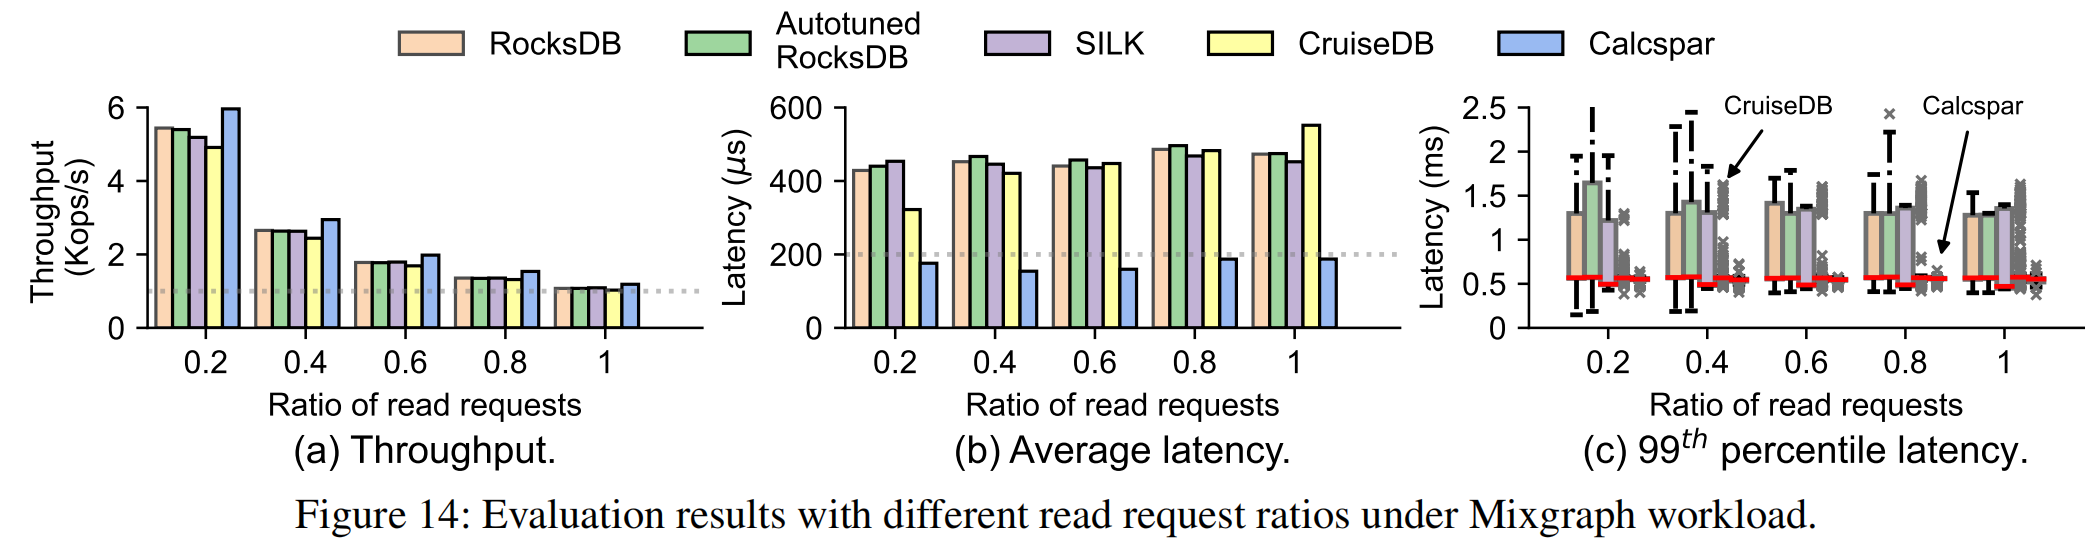 RocksDB
Autotuned
RocksDB
SILK
CruiseDB
Calcspar
Throughput
(Kops/s)
6
4
2
0
0.2 0.4 0.6 0.8 1
Ratio of read requests
(a) Throughput.
Latency (μs)
600
400
200
0
0.2 0.4 0.6 0.8 1
Ratio of read requests
(b) Average latency.
Latency (ms)
2.5
2
1.5
1
0.5
0
CruiseDB
Calcspar
0.2 0.4 0.6 0.8 1
Ratio of read requests
(c) 99th percentile latency.
Figure 14: Evaluation results with different read request ratios under Mixgraph workload.